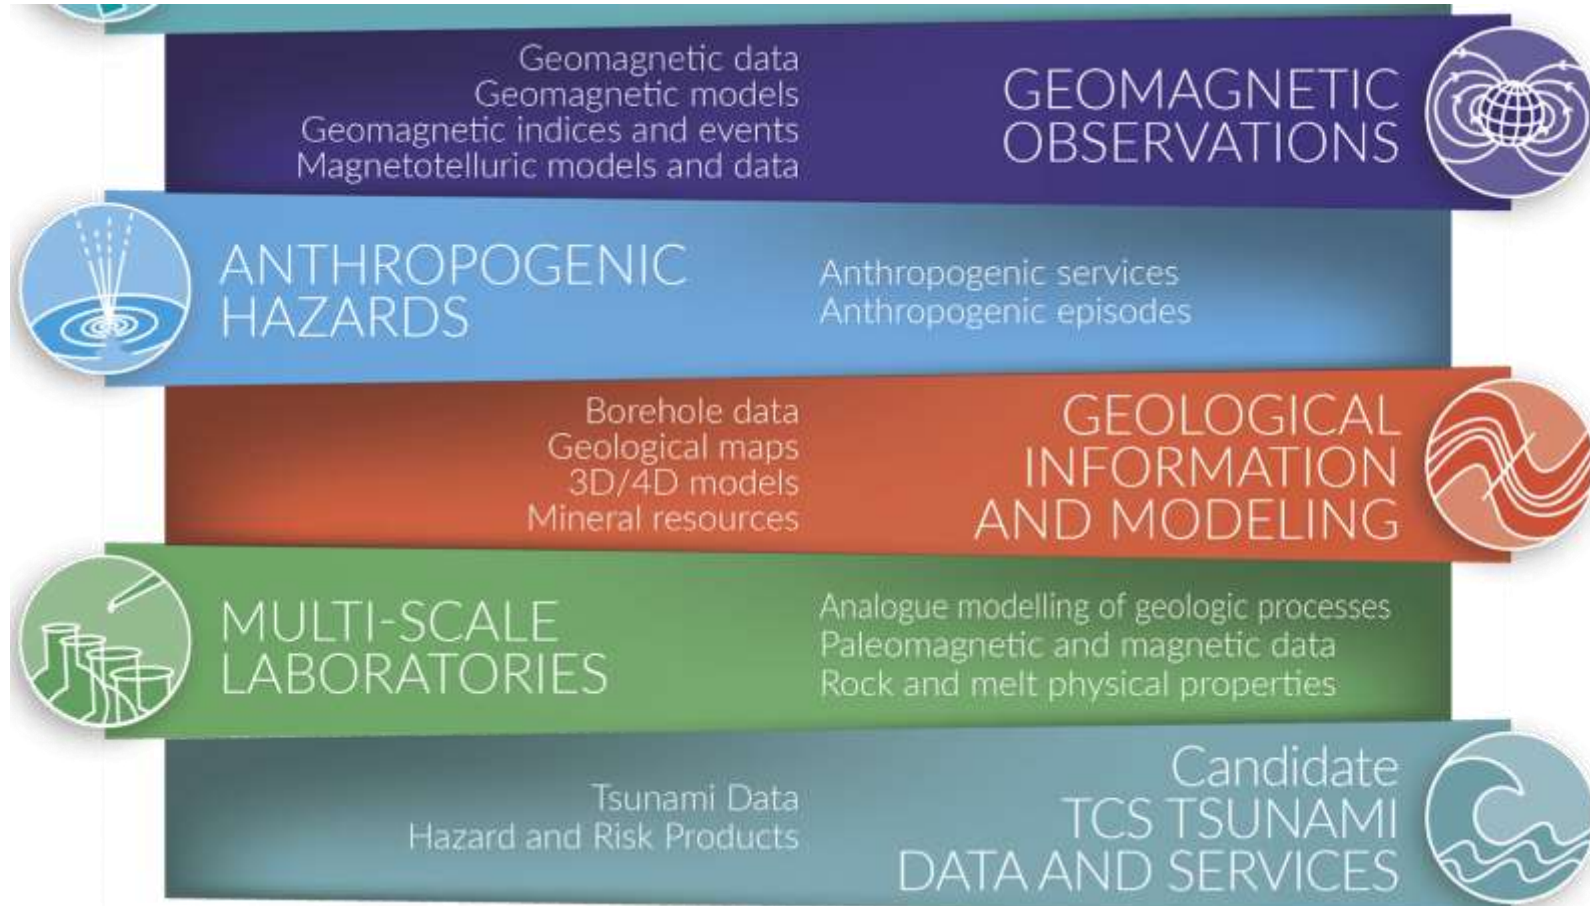 Geomagnetic data
Geomagnetic models
Geomagnetic indices and events
Magnetotelluric models and data
GEOMAGNETIC
OBSERVATIONS
ANTHROPOGENIC
HAZARDS
Anthropogenic services
Anthropogenic episodes
Borehole data
Geological maps
3D/4D models
Mineral resources
GEOLOGICAL
INFORMATION
AND MODELING
MULTI-SCALE
LABORATORIES
Analogue modelling of geologic processes
Paleomagnetic and magnetic data
Rock and melt physical properties
Tsunami Data
Hazard and Risk Products
Candidate
TCS TSUNAMI
DATA AND SERVICES